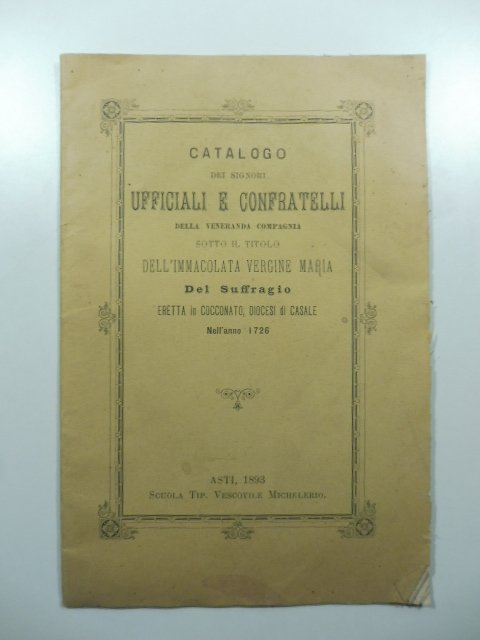 CATALOGO
DEI SIGNORI
UFFICIALI E CONFRATELLI
DELLA VENERANDA COMPAGNIA
SOTTO IL TITOLO
DELL'IMMACOLATA VERGINE MARIA
Del Suffragio
ERETTA in COCCONATO, DIOCESI di CASALE
Nell'anno 1726
ASTI, 1893
SCUOLA TIP. VESCOVILE MICHELERIO.